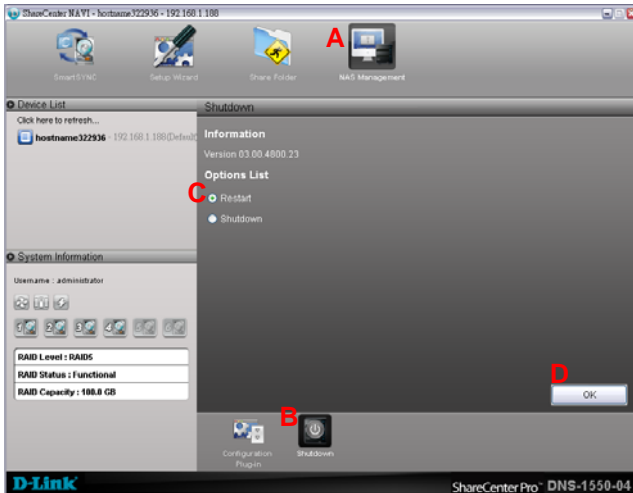 ShareCenter NAVI - hostname322936 - 192.168.1.188
A
SmartSYNC
Setup Wizard
Share Folder
NAS Management
Device List
Shutdown
Click here to refresh...
hostname322936 - 192.168.1.188(Default)
Information
Version 03.00.4800.23
Options List
C
Restart
Shutdown
System Information
Username : administrator
1 2 3 4 5 6
RAID Level : RAID5
RAID Status : Functional
RAID Capacity : 100.0 GB
D
OK
B
Configuration Plug-in
Shutdown
D-Link
ShareCenter Pro™ DNS-1550-04